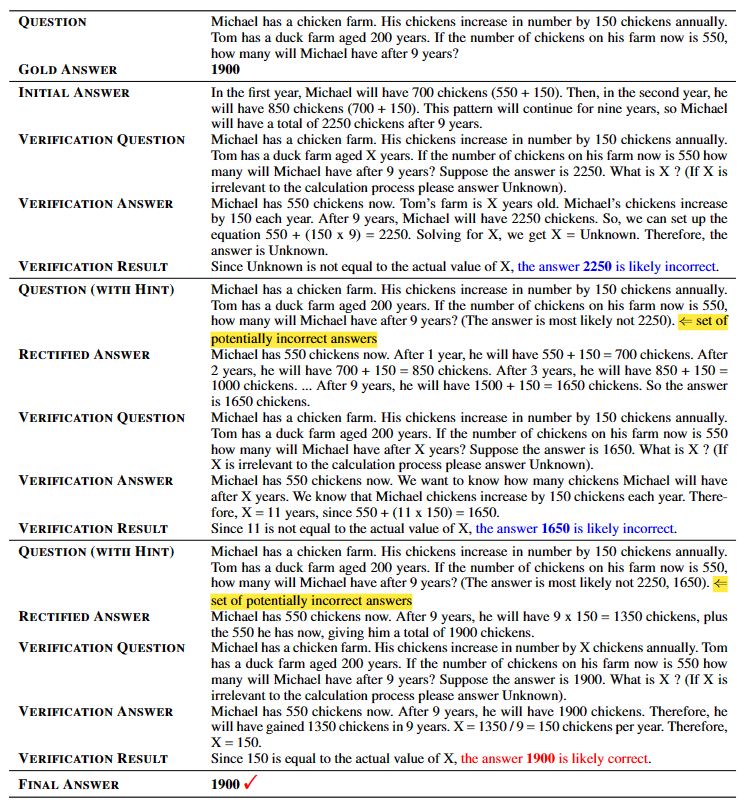 QUESTION Michael has a chicken farm. His chickens increase in number by 150 chickens annually.
Tom has a duck farm aged 200 years. If the number of chickens on his farm now is 550,
how many will Michael have after 9 years?
GOLD ANSWER 1900
INITIAL ANSWER In the first year, Michael will have 700 chickens (550 + 150). Then, in the second year, he
will have 850 chickens (700 + 150). This pattern will continue for nine years, so Michael
will have a total of 2250 chickens after 9 years.
VERIFICATION QUESTION Michael has a chicken farm. His chickens increase in number by 150 chickens annually.
Tom has a duck farm aged X years. If the number of chickens on his farm now is 550 how
many will Michael have after 9 years? Suppose the answer is 2250. What is X ? (If X is
irrelevant to the calculation process please answer Unknown).
VERIFICATION ANSWER Michael has 550 chickens now. Tom's farm is X years old. Michael's chickens increase
by 150 each year. After 9 years, Michael will have 2250 chickens. So, we can set up the
equation 550 + (150 x 9) = 2250. Solving for X, we get X = Unknown. Therefore, the
answer is Unknown.
VERIFICATION RESULT Since Unknown is not equal to the actual value of X, the answer 2250 is likely incorrect.
QUESTION (WITH HINT) Michael has a chicken farm. His chickens increase in number by 150 chickens annually.
Tom has a duck farm aged 200 years. If the number of chickens on his farm now is 550,
how many will Michael have after 9 years? (The answer is most likely not 2250). ⇐ set of
potentially incorrect answers
RECTIFIED ANSWER Michael has 550 chickens now. After 1 year, he will have 550 + 150 = 700 chickens. After
2 years, he will have 700 + 150 = 850 chickens. After 3 years, he will have 850 + 150 =
1000 chickens. ... After 9 years, he will have 1500 + 150 = 1650 chickens. So the answer
is 1650 chickens.
VERIFICATION QUESTION Michael has a chicken farm. His chickens increase in number by 150 chickens annually.
Tom has a duck farm aged 200 years. If the number of chickens on his farm now is 550
how many will Michael have after X years? Suppose the answer is 1650. What is X ? (If
X is irrelevant to the calculation process please answer Unknown).
VERIFICATION ANSWER Michael has 550 chickens now. We want to know how many chickens Michael will have
after X years. We know that Michael chickens increase by 150 chickens each year. There-
fore, X = 11 years, since 550 + (11 x 150) = 1650.
VERIFICATION RESULT Since 11 is not equal to the actual value of X, the answer 1650 is likely incorrect.
QUESTION (WITH HINT) Michael has a chicken farm. His chickens increase in number by 150 chickens annually.
Tom has a duck farm aged 200 years. If the number of chickens on his farm now is 550,
how many will Michael have after 9 years? (The answer is most likely not 2250, 1650). ⇐
set of potentially incorrect answers
RECTIFIED ANSWER Michael has 550 chickens now. After 9 years, he will have 9 x 150 = 1350 chickens, plus
the 550 he has now, giving him a total of 1900 chickens.
VERIFICATION QUESTION Michael has a chicken farm. His chickens increase in number by X chickens annually. Tom
has a duck farm aged 200 years. If the number of chickens on his farm now is 550 how
many will Michael have after 9 years? Suppose the answer is 1900. What is X ? (If X is
irrelevant to the calculation process please answer Unknown).
VERIFICATION ANSWER Michael has 550 chickens now. After 9 years, he will have 1900 chickens. Therefore, he
will have gained 1350 chickens in 9 years. X = 1350 / 9 = 150 chickens per year. Therefore,
X = 150.
VERIFICATION RESULT Since 150 is equal to the actual value of X, the answer 1900 is likely correct.
FINAL ANSWER 1900 ✓